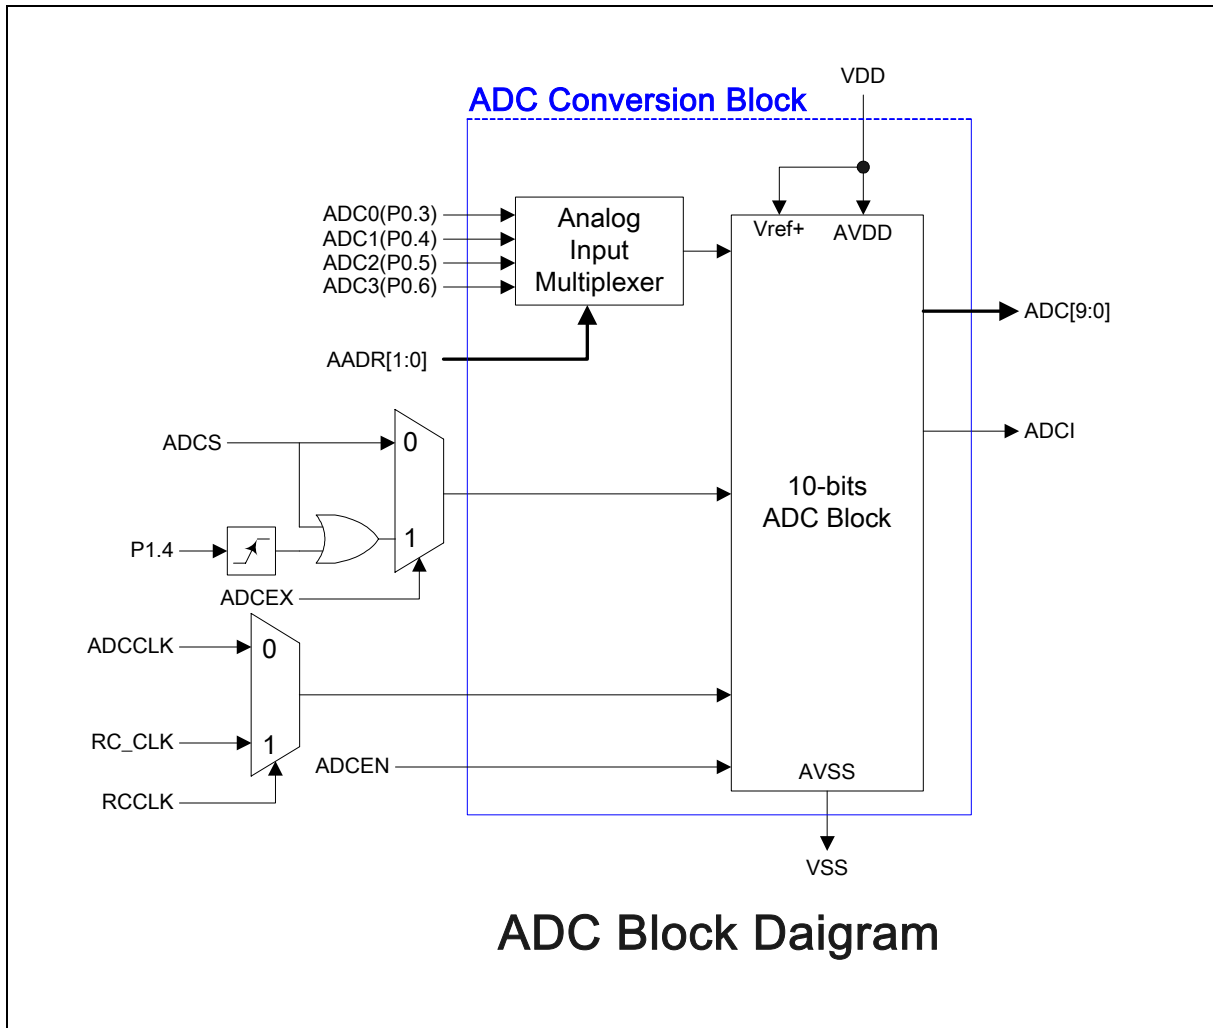 VDD
ADC Conversion Block
ADC0(P0.3)
ADC1(P0.4)
ADC2(P0.5)
ADC3(P0.6)
Analog
Input
Multiplexer
Vref+
AVDD
AADR[1:0]
ADC[9:0]
ADCS
0
ADCI
10-bits
ADC Block
1
P1.4
ADCEX
ADCCLK
0
RC_CLK
1
ADCEN
AVSS
RCCLK
VSS
ADC Block Daigram